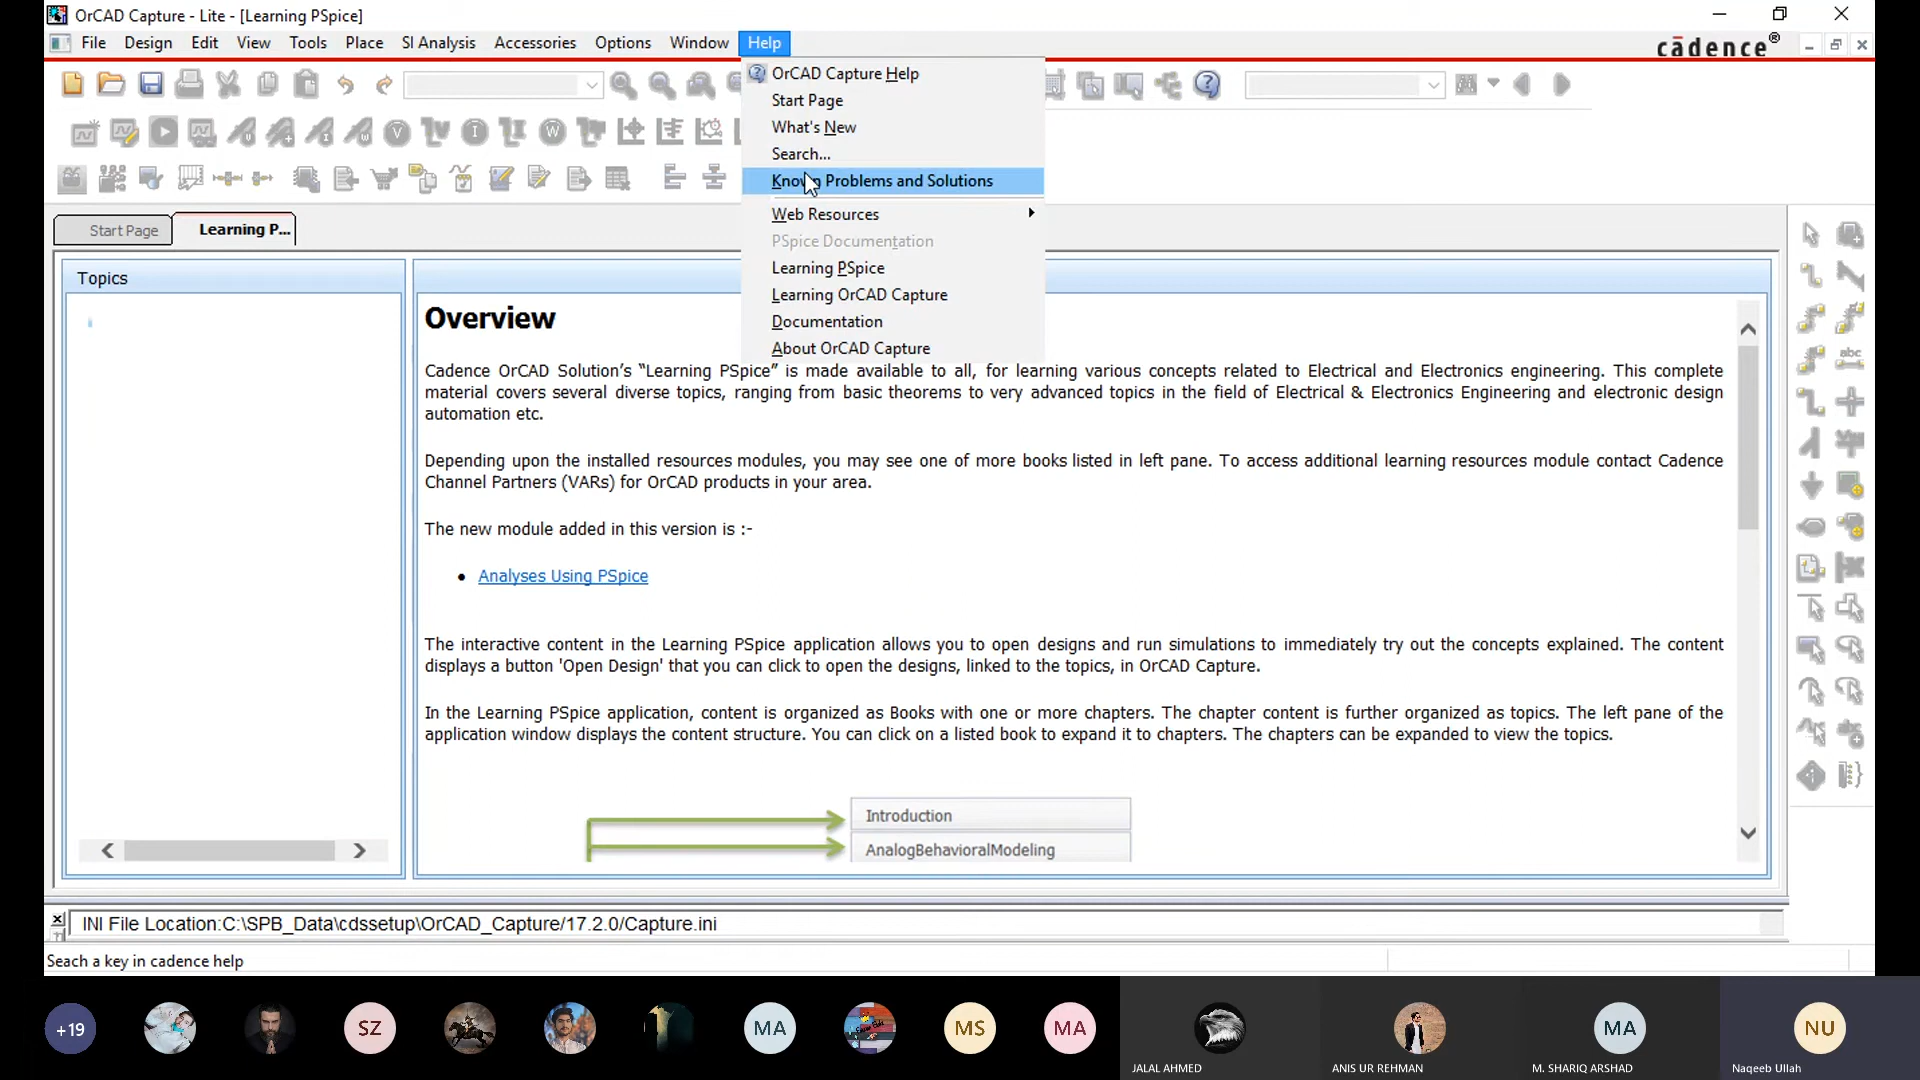 OrCAD Capture - Lite - [Learning PSpice]
File Design Edit View Tools Place SI Analysis Accessories Options Window Help
cādence®
OrCAD Capture Help
Start Page
What's New
Search...
Known Problems and Solutions
Web Resources
PSpice Documentation
Learning PSpice
Learning OrCAD Capture
Documentation
About OrCAD Capture
Start Page
Learning P...
Topics
Overview
Cadence OrCAD Solution’s “Learning PSpice” is made available to all, for learning various concepts related to Electrical and Electronics engineering. This complete
material covers several diverse topics, ranging from basic theorems to very advanced topics in the field of Electrical & Electronics Engineering and electronic design
automation etc.
Depending upon the installed resources modules, you may see one of more books listed in left pane. To access additional learning resources module contact Cadence
Channel Partners (VARs) for OrCAD products in your area.
The new module added in this version is :-
• Analyses Using PSpice
The interactive content in the Learning PSpice application allows you to open designs and run simulations to immediately try out the concepts explained. The content
displays a button 'Open Design' that you can click to open the designs, linked to the topics, in OrCAD Capture.
In the Learning PSpice application, content is organized as Books with one or more chapters. The chapter content is further organized as topics. The left pane of the
application window displays the content structure. You can click on a listed book to expand it to chapters. The chapters can be expanded to view the topics.
Introduction
AnalogBehavioralModeling
INI File Location:C:\SPB_Data\cdssetup\OrCAD_Capture/17.2.0/Capture.ini
Seach a key in cadence help
+19
SZ
MA
MS
MA
MA
NU
JALAL AHMED
ANIS UR REHMAN
M. SHARIQ ARSHAD
Naqeeb Ullah